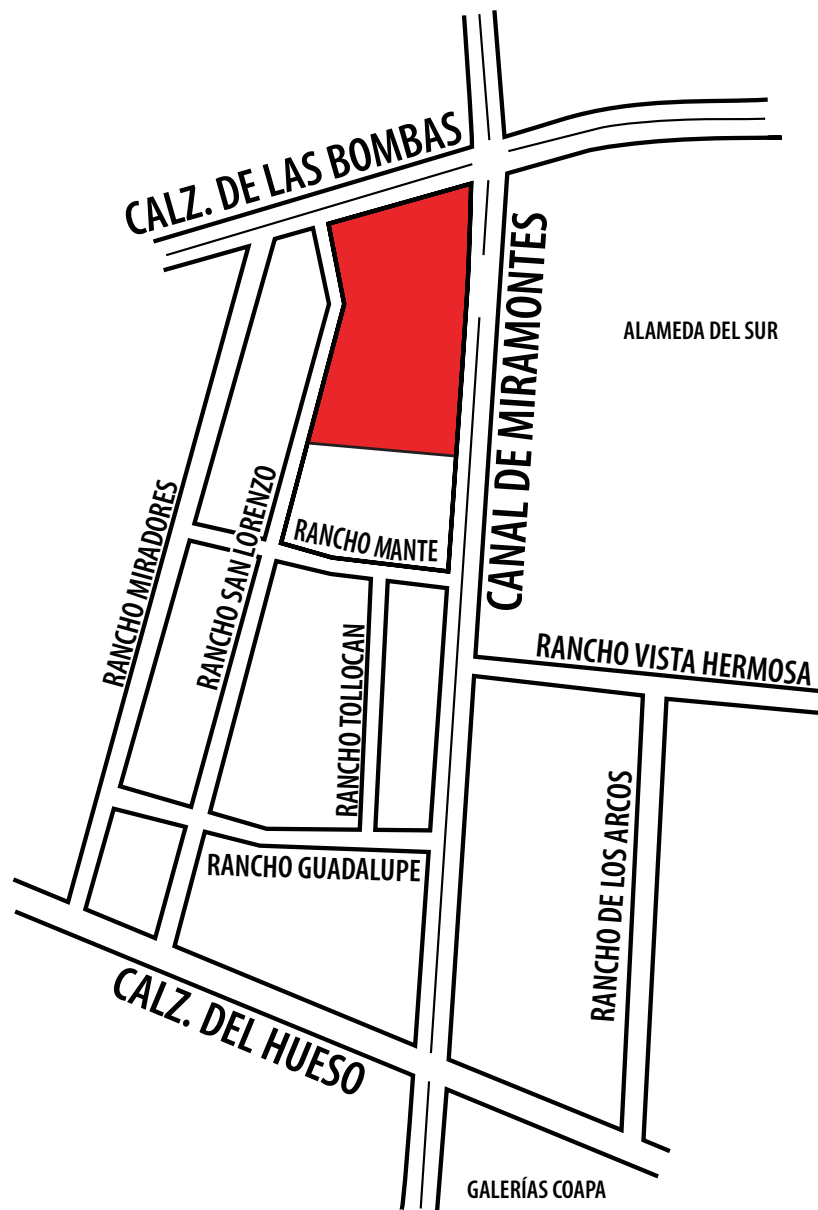 CALZ. DE LAS BOMBAS
CANAL DE MIRAMONTES
ALAMEDA DEL SUR
RANCHO MIRADORES
RANCHO SAN LORENZO
RANCHO MANTE
RANCHO TOLLOCAN
RANCHO VISTA HERMOSA
RANCHO DE LOS ARCOS
RANCHO GUADALUPE
CALZ. DEL HUESO
GALERÍAS COAPA